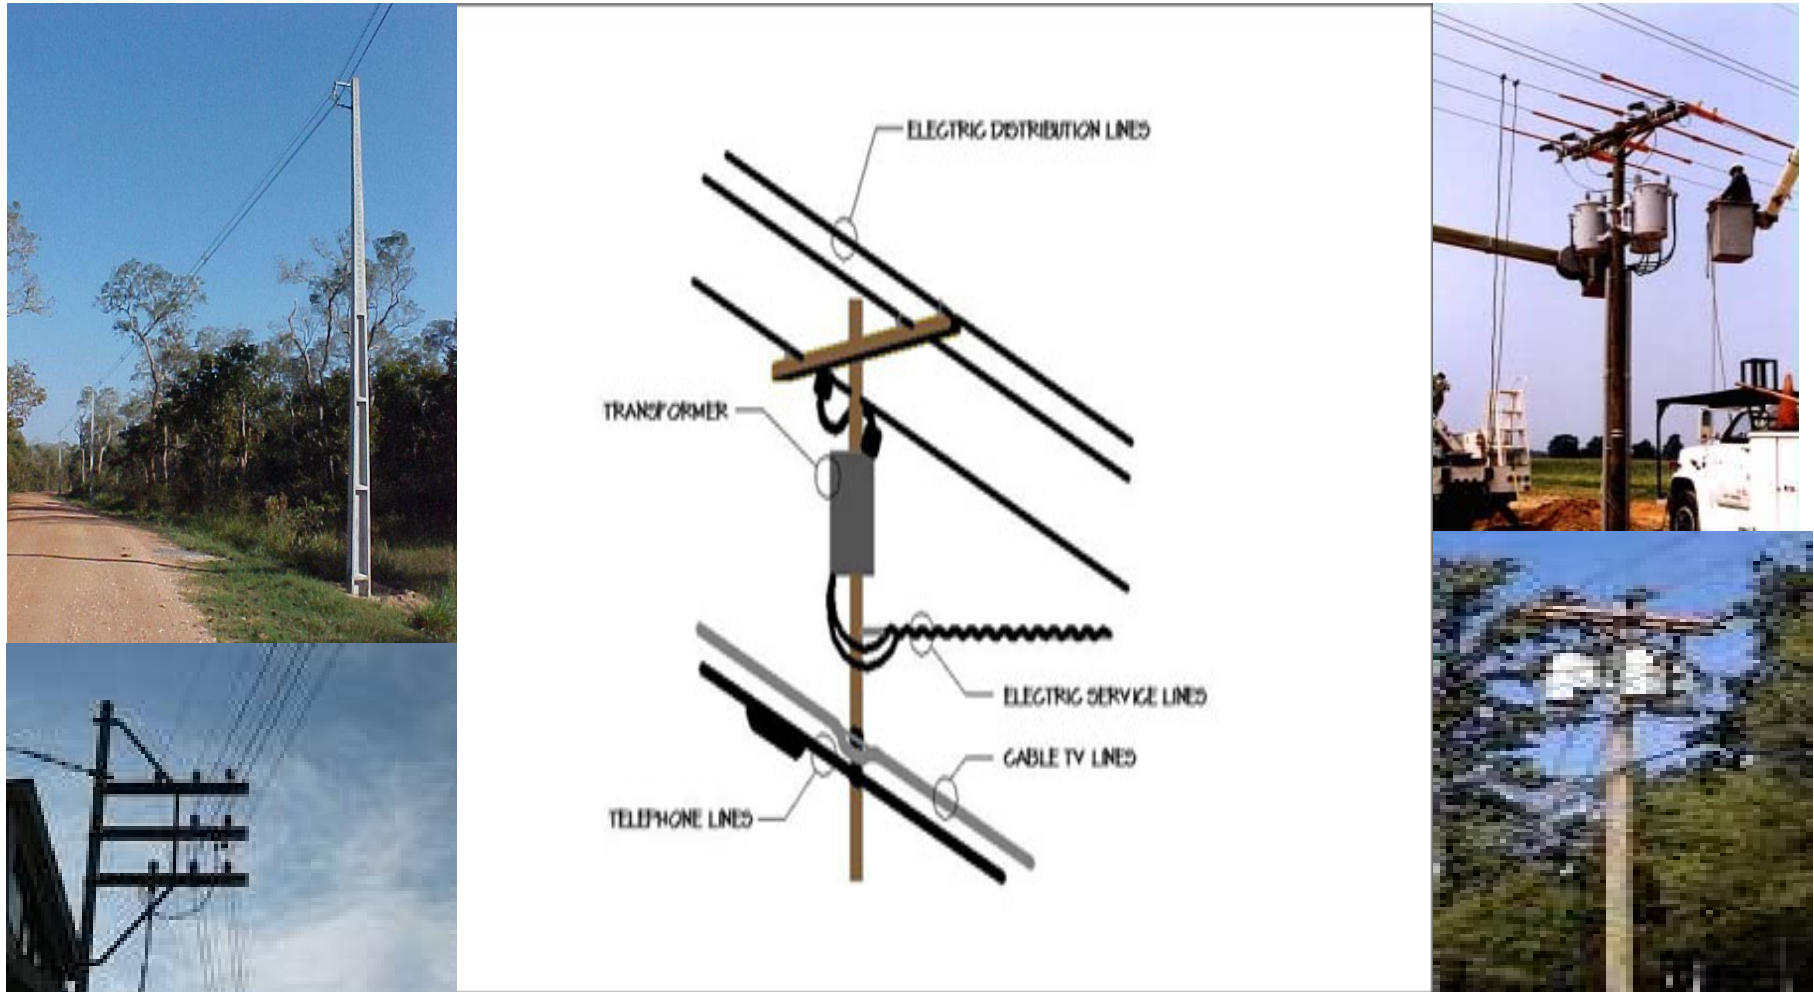 ELECTRIC DISTRIBUTION LINES
TRANSFORMER
ELECTRIC SERVICE LINES
CABLE TV LINES
TELEPHONE LINES